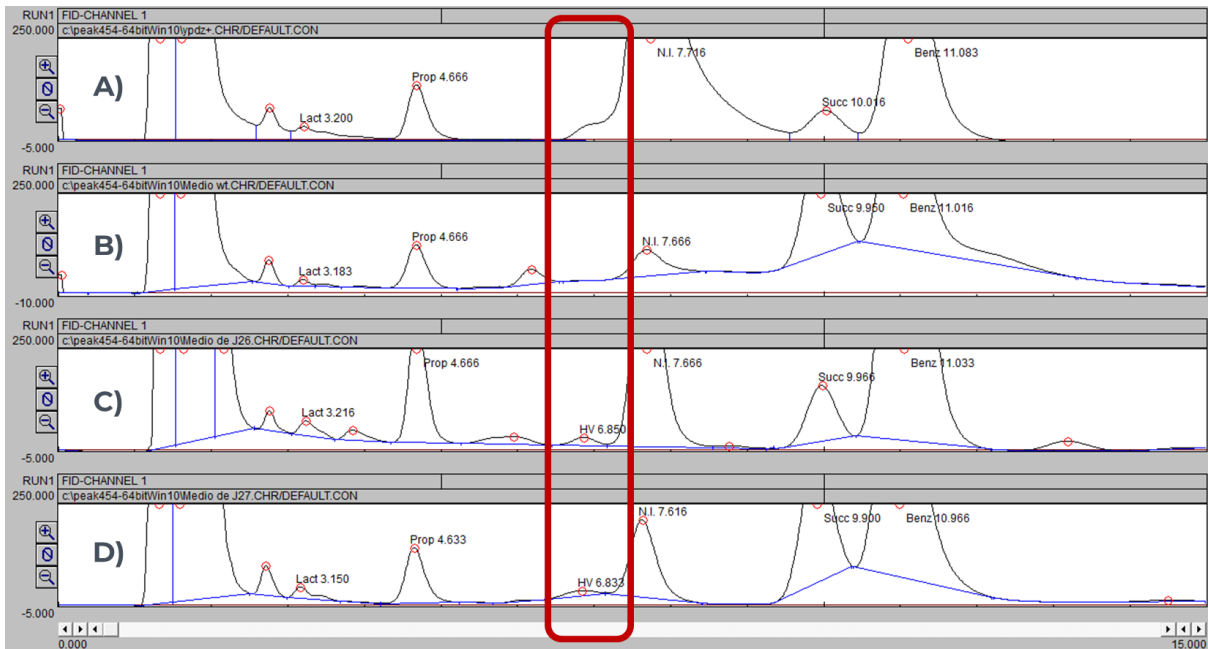 RUN1 FID-CHANNEL 1
250.000 c:\peak454-64bitWin10\ypdz+.CHR/DEFAULT.CON
A)
N.I. 7.716
Benz 11.083
Prop 4.666
Succ 10.016
Lact 3.200
-5.000
RUN1 FID-CHANNEL 1
250.000 c:\peak454-64bitWin10\Medio wt.CHR/DEFAULT.CON
Succ 9.950
Benz 11.016
B)
Prop 4.666
N.I. 7.666
Lact 3.183
-10.000
RUN1 FID-CHANNEL 1
250.000 c:\peak454-64bitWin10\Medio de J26.CHR/DEFAULT.CON
Prop 4.666
N.I. 7.666
Benz 11.033
Succ 9.966
C)
Lact 3.216
HV 6.850
-5.000
RUN1 FID-CHANNEL 1
250.000 c:\peak454-64bitWin10\Medio de J27.CHR/DEFAULT.CON
N.I. 7.616
Succ 9.900
Benz 10.966
D)
Prop 4.633
Lact 3.150
HV 6.833
-5.000
0.000
15.000